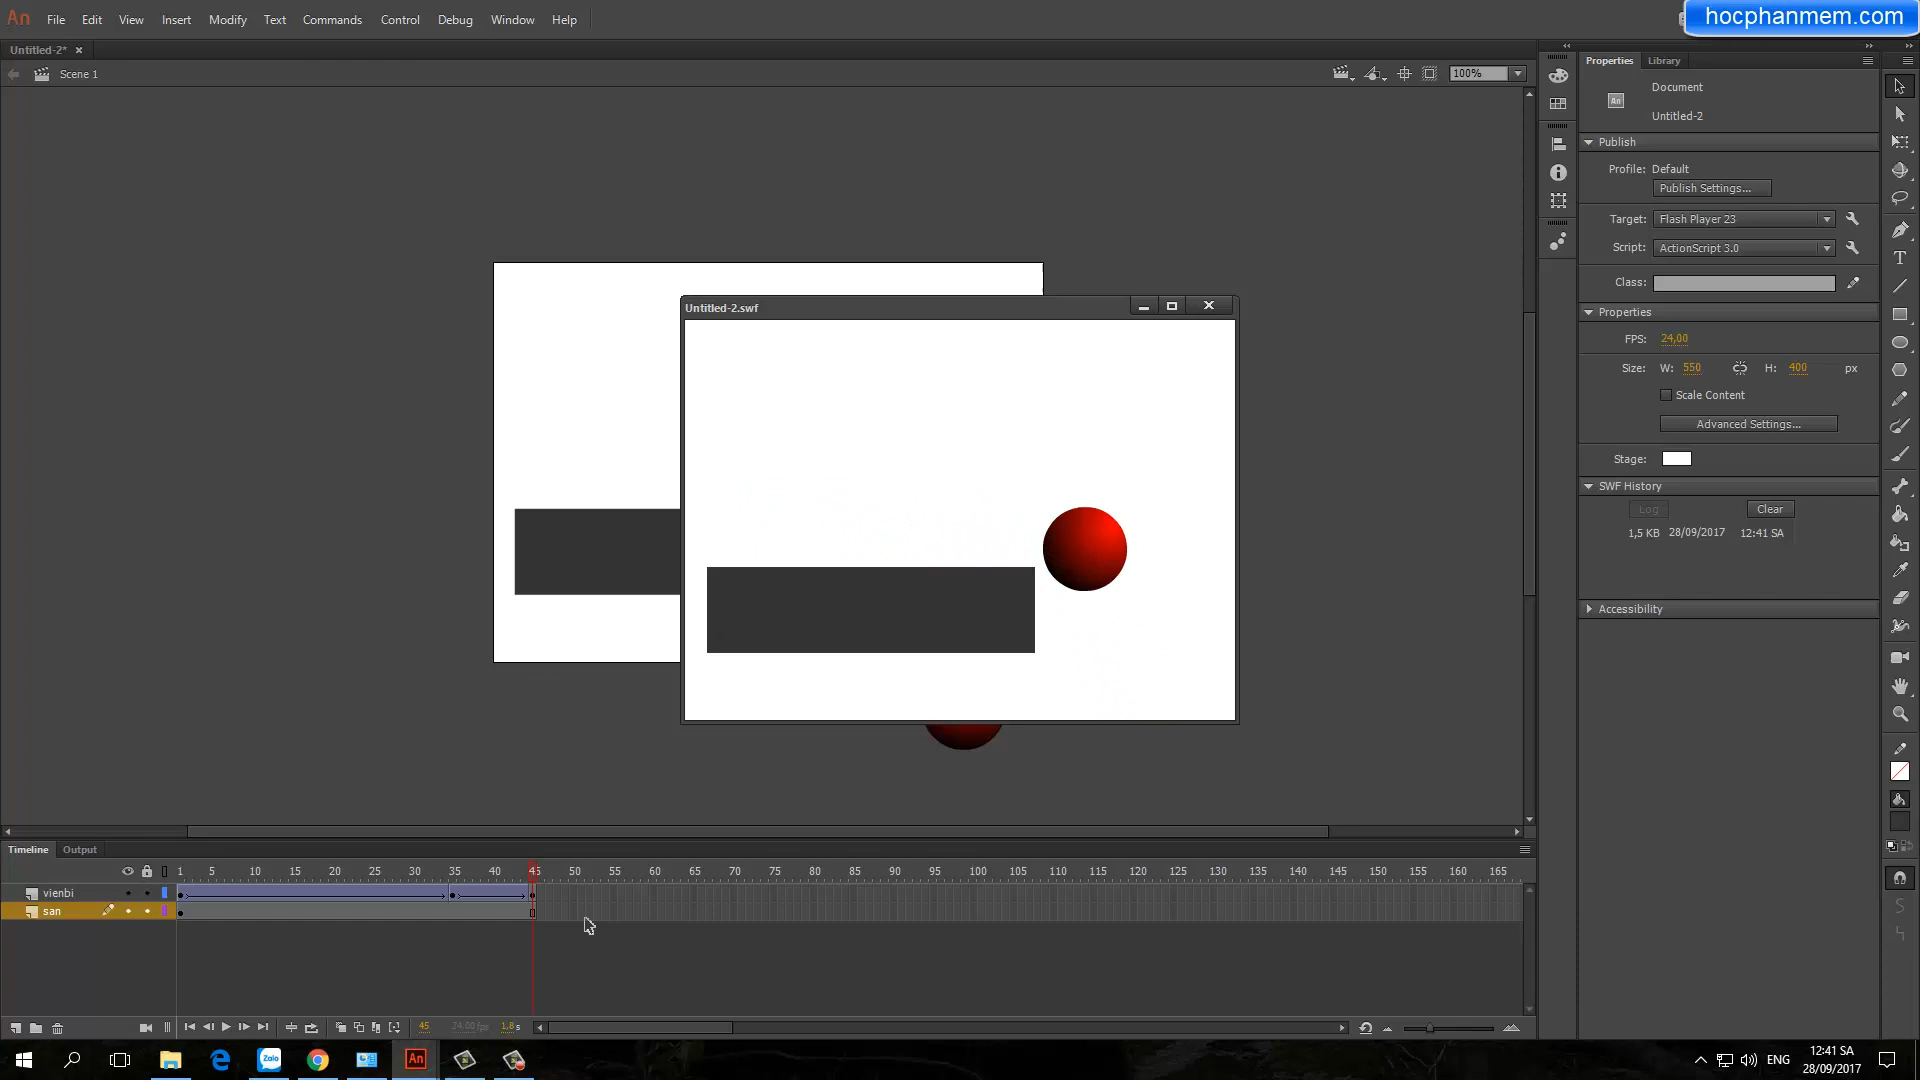 An File Edit View Insert Modify Text Commands Control Debug Window Help
hocphanmem.com
Untitled-2* ×
Scene 1
100%
Properties Library
Document
An
Untitled-2
Publish
Profile: Default
Publish Settings...
Target: Flash Player 23
Script: ActionScript 3.0
Class:
Properties
FPS: 24,00
Size: W: 550 H: 400 px
Scale Content
Advanced Settings...
Stage:
SWF History
Log Clear
1,5 KB 28/09/2017 12:41 SA
Accessibility
Untitled-2.swf
Timeline Output
1 5 10 15 20 25 30 35 40 45 50 55 60 65 70 75 80 85 90 95 100 105 110 115 120 125 130 135 140 145 150 155 160 165
vienbi
san
45 24.00 fps 1.8 s
Zalo
An
ENG
12:41 SA
28/09/2017